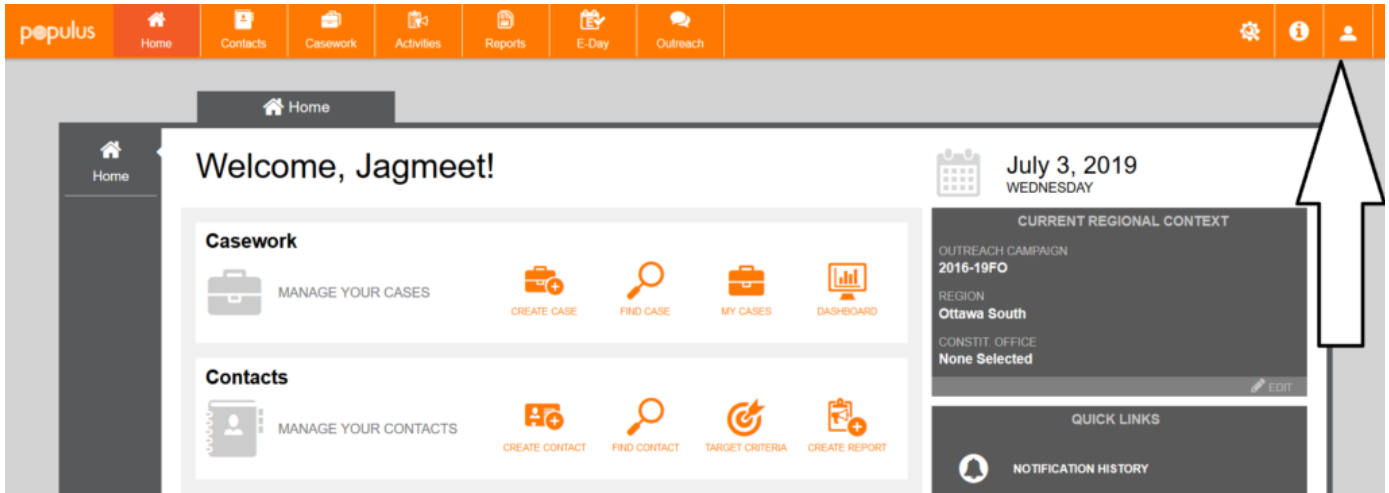 populus
Home
Contacts
Casework
Activities
Reports
E-Day
Outreach
Home
Home
Welcome, Jagmeet!
July 3, 2019
WEDNESDAY
Casework
MANAGE YOUR CASES
CREATE CASE
FIND CASE
MY CASES
DASHBOARD
Contacts
MANAGE YOUR CONTACTS
CREATE CONTACT
FIND CONTACT
TARGET CRITERIA
CREATE REPORT
CURRENT REGIONAL CONTEXT
OUTREACH CAMPAIGN
2016-19FO
REGION
Ottawa South
CONSTIT. OFFICE
None Selected
EDIT
QUICK LINKS
NOTIFICATION HISTORY